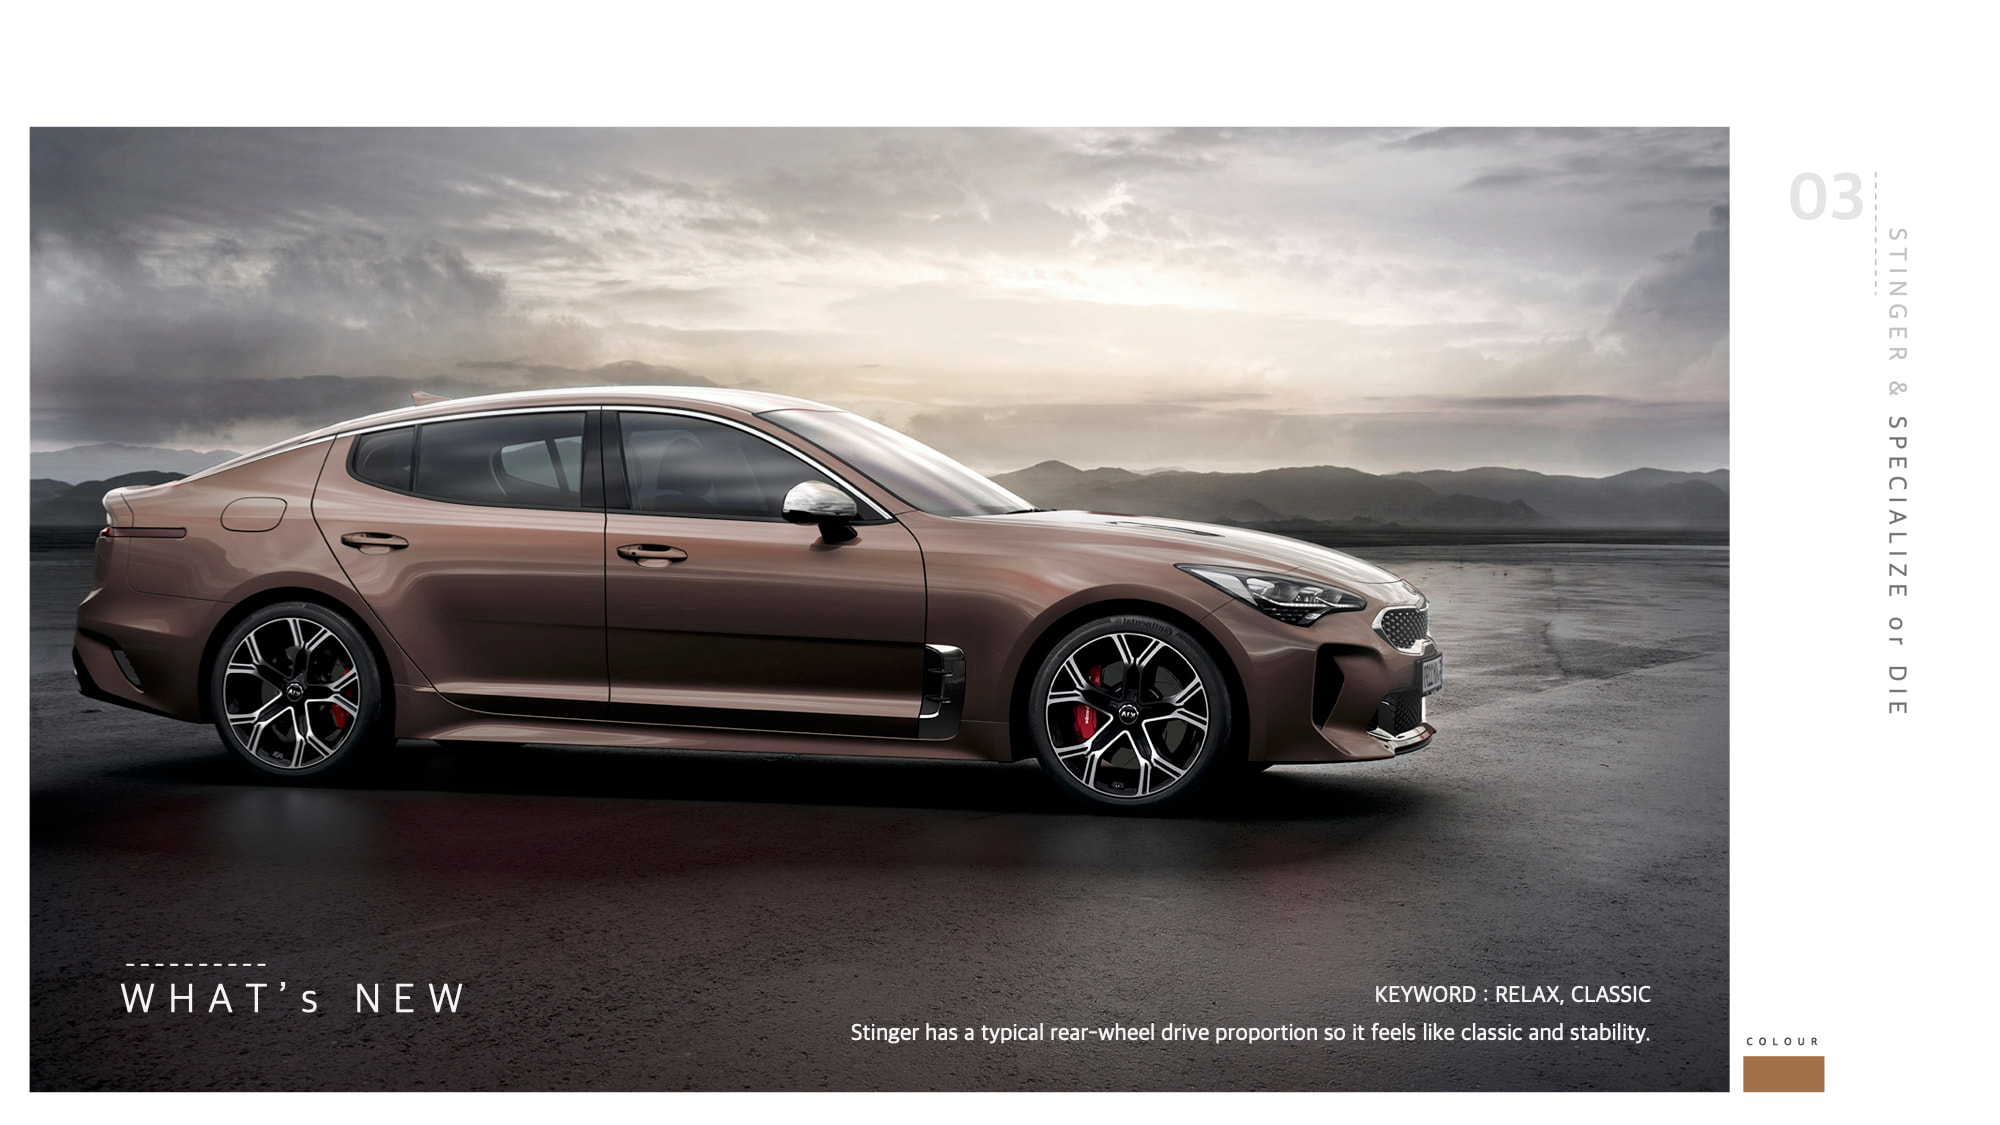 03
STINGER & SPECIALIZE or DIE
WHAT's NEW
KEYWORD : RELAX, CLASSIC
Stinger has a typical rear-wheel drive proportion so it feels like classic and stability.
COLOUR